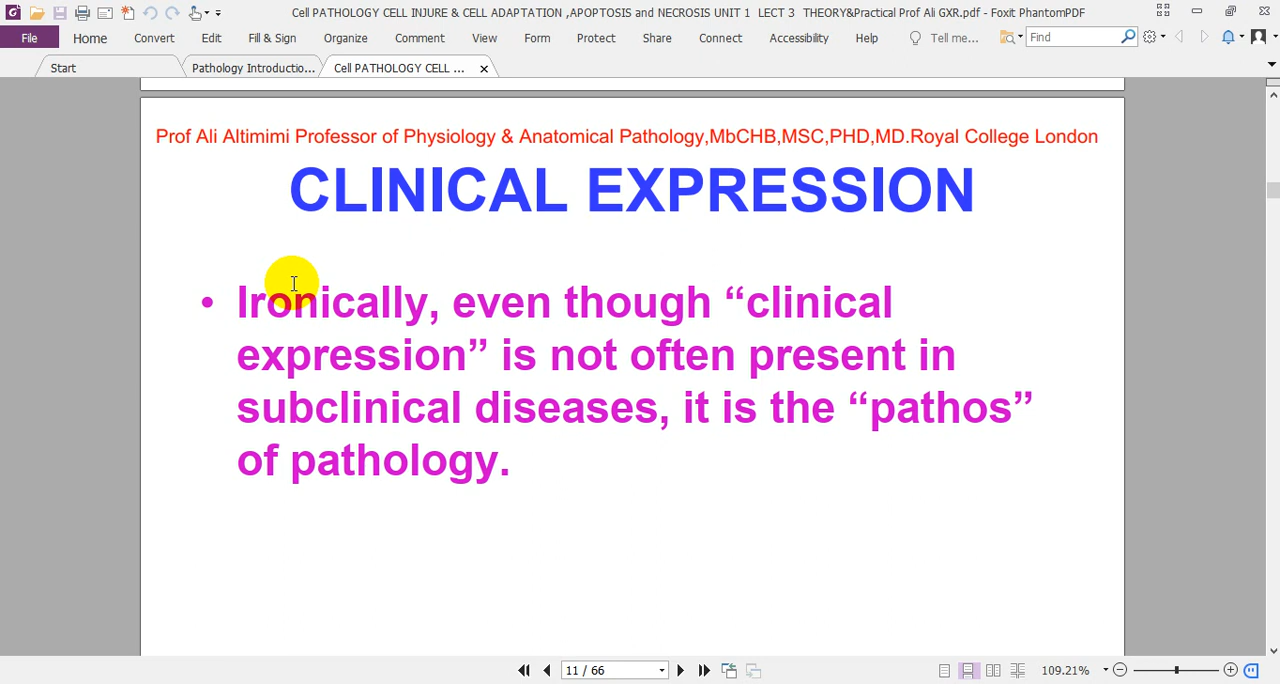 Cell PATHOLOGY CELL INJURE & CELL ADAPTATION ,APOPTOSIS and NECROSIS UNIT 1 LECT 3 THEORY&Practical Prof Ali GXR.pdf - Foxit PhantomPDF
File Home Convert Edit Fill & Sign Organize Comment View Form Protect Share Connect Accessibility Help Tell me... Find
Start Pathology Introductio... Cell PATHOLOGY CELL ...
Prof Ali Altimimi Professor of Physiology & Anatomical Pathology,MbCHB,MSC,PHD,MD.Royal College London
CLINICAL EXPRESSION
• Ironically, even though “clinical
expression” is not often present in
subclinical diseases, it is the “pathos”
of pathology.
11 / 66 109.21%